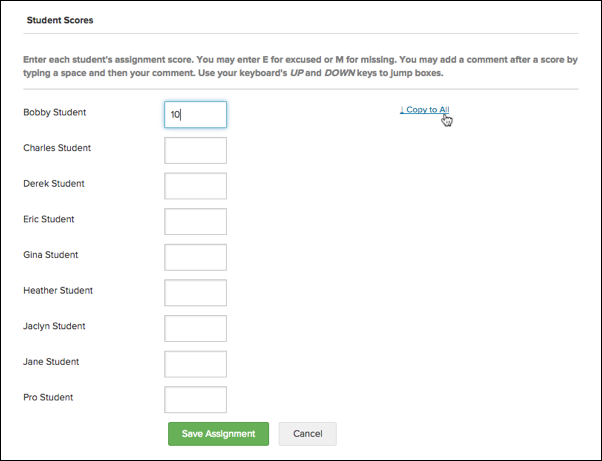 Student Scores
Enter each student's assignment score. You may enter E for excused or M for missing. You may add a comment after a score by
typing a space and then your comment. Use your keyboard's UP and DOWN keys to jump boxes.
Bobby Student 10 ↓ Copy to All
Charles Student
Derek Student
Eric Student
Gina Student
Heather Student
Jaclyn Student
Jane Student
Pro Student
Save Assignment Cancel